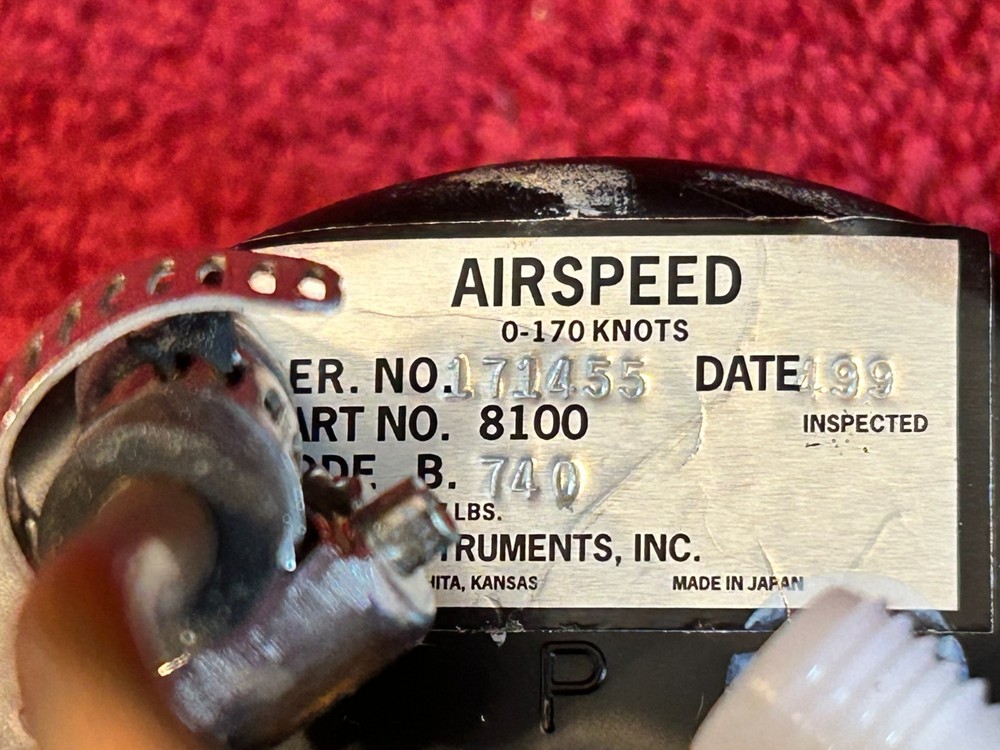 AIRSPEED
0-170 KNOTS
ER. NO. 171455 DATE 499
ART NO. 8100 INSPECTED
B. 740
LBS.
TRUMENTS, INC.
HITA, KANSAS MADE IN JAPAN
P